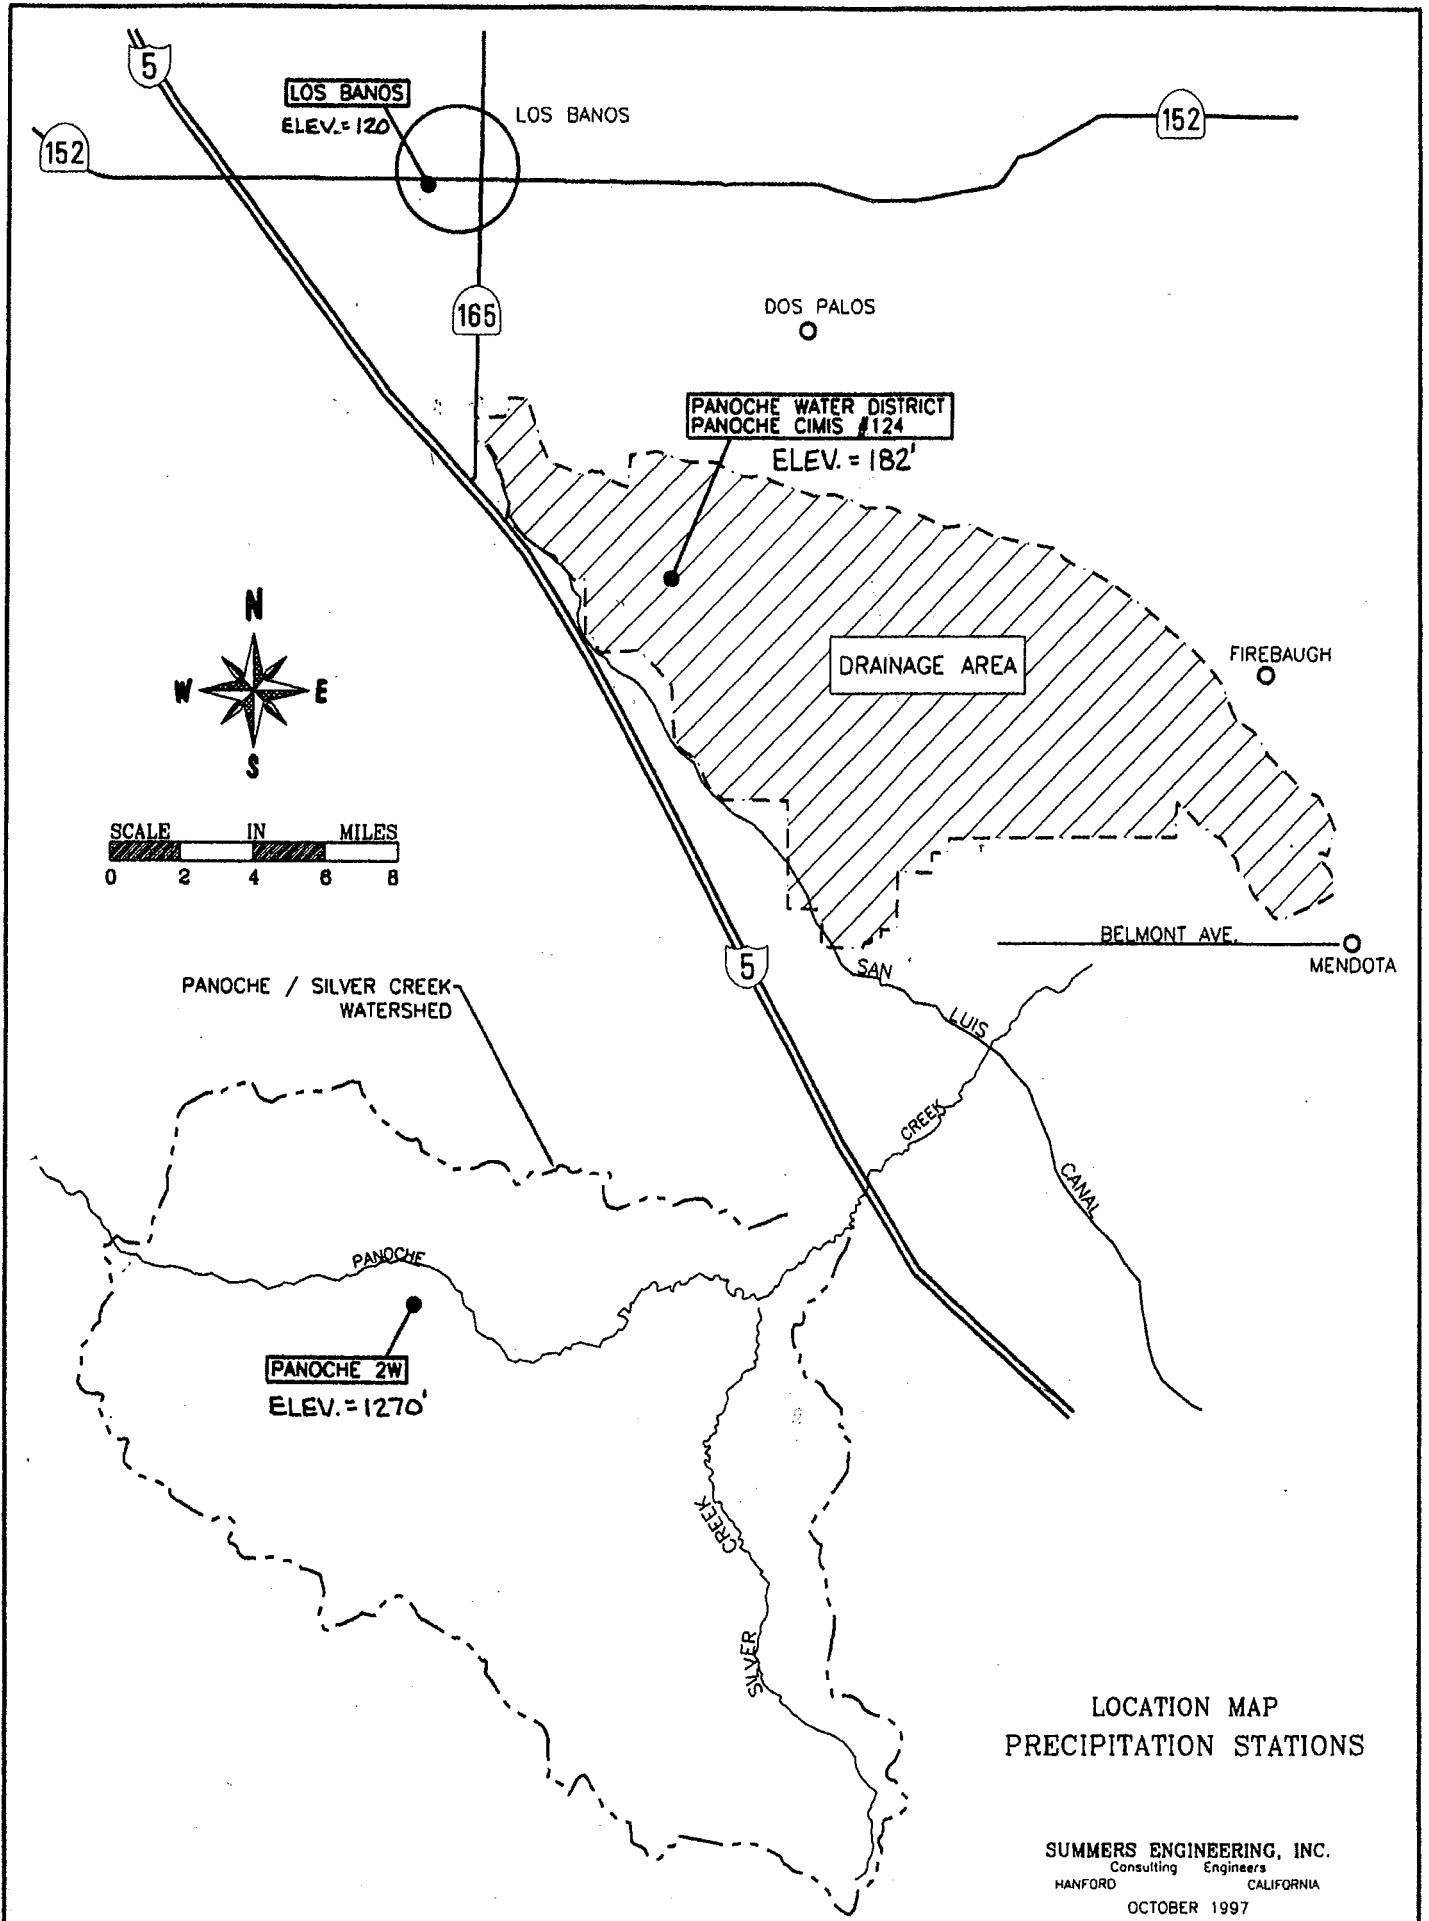 5
LOS BANOS
ELEV.=120
LOS BANOS
152
152
165
DOS PALOS
PANOCHE WATER DISTRICT
PANOCHE CIMIS #124
ELEV.=182'
N
W
E
S
DRAINAGE AREA
FIREBAUGH
SCALE IN MILES
0 2 4 6 8
BELMONT AVE.
MENDOTA
5
SAN
LUIS
CANAL
PANOCHE / SILVER CREEK
WATERSHED
CREEK
PANOCHE
PANOCHE 2W
ELEV.=1270'
CREEK
SILVER
LOCATION MAP
PRECIPITATION STATIONS
SUMMERS ENGINEERING, INC.
Consulting Engineers
HANFORD CALIFORNIA
OCTOBER 1997